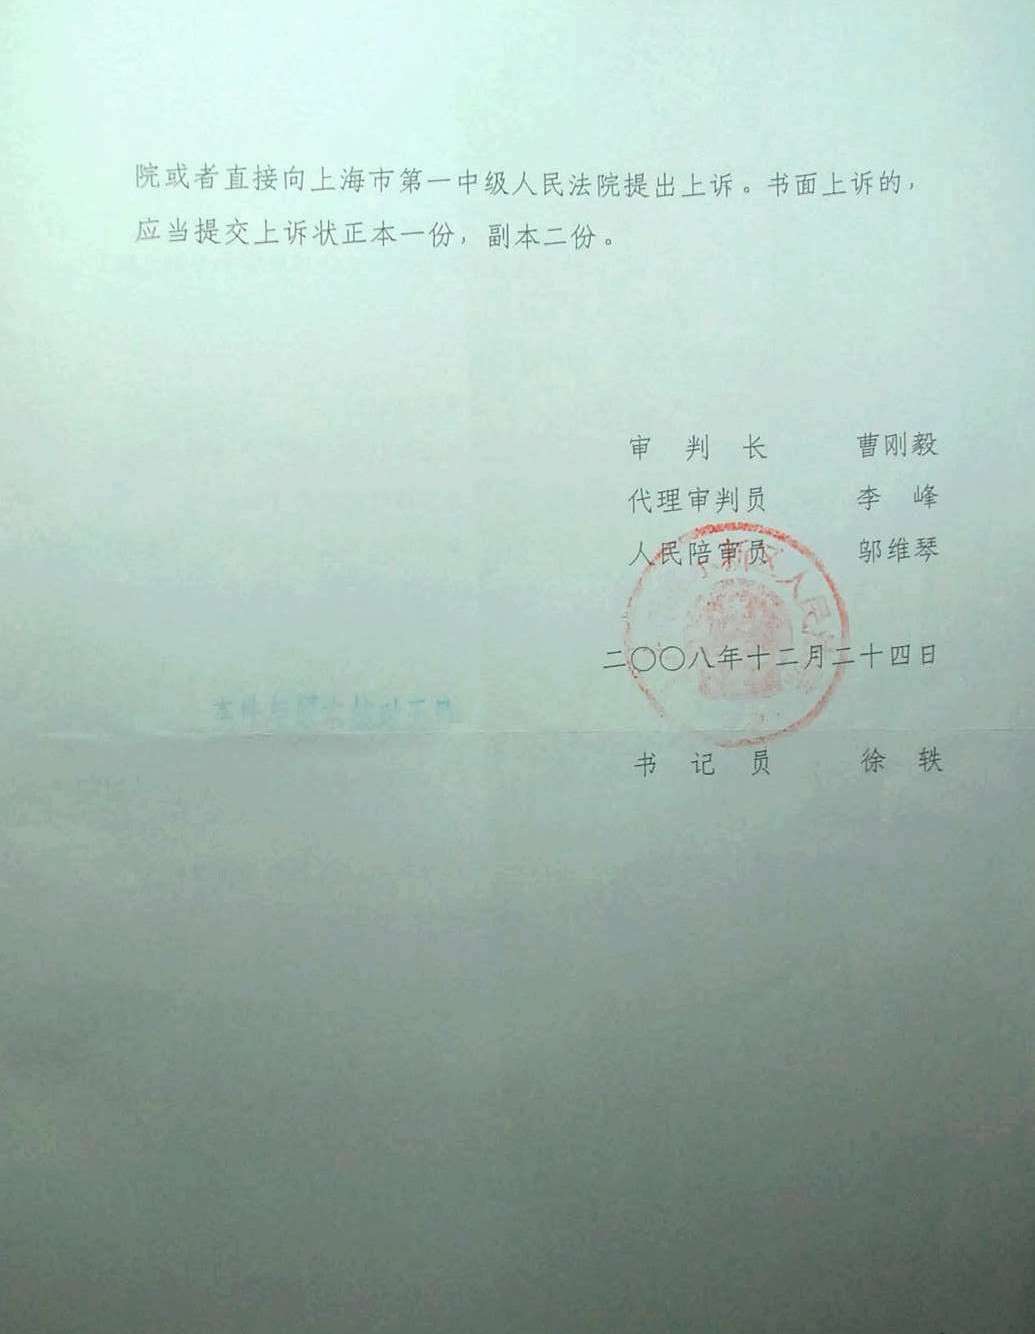 院或者直接向上海市第一中级人民法院提出上诉。书面上诉的，
应当提交上诉状正本一份，副本二份。
审 判 长 曹刚毅
代理审判员 李 峰
人民陪审员 邬维琴
新区人民
二〇〇八年十二月二十四日
书 记 员 徐 轶